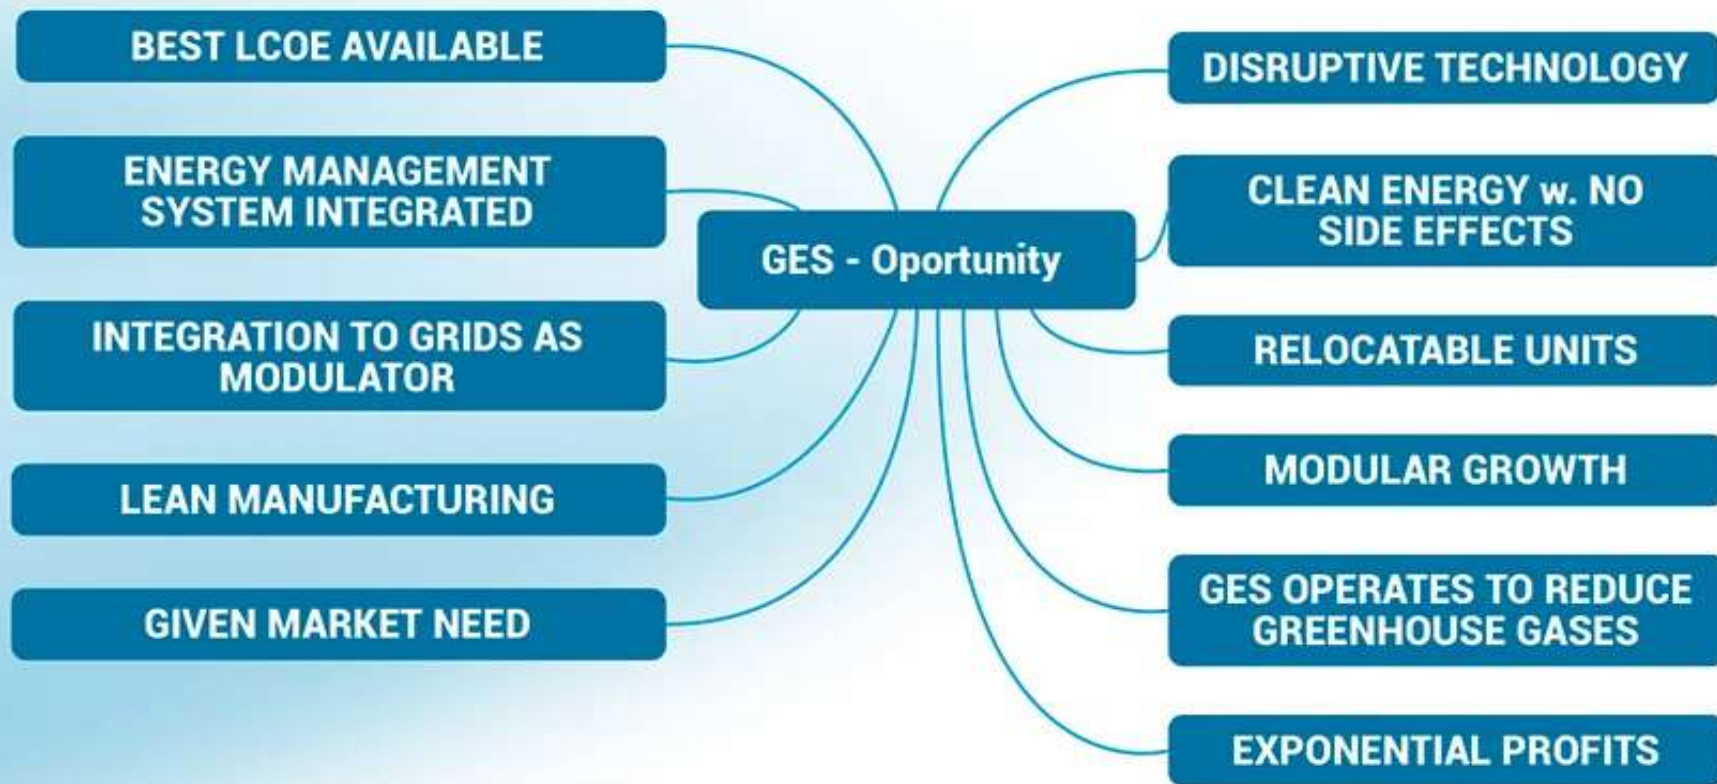 BEST LCOE AVAILABLE
ENERGY MANAGEMENT
SYSTEM INTEGRATED
INTEGRATION TO GRIDS AS
MODULATOR
LEAN MANUFACTURING
GIVEN MARKET NEED
GES - Oportunity
DISRUPTIVE TECHNOLOGY
CLEAN ENERGY w. NO
SIDE EFFECTS
RELOCATABLE UNITS
MODULAR GROWTH
GES OPERATES TO REDUCE
GREENHOUSE GASES
EXPONENTIAL PROFITS